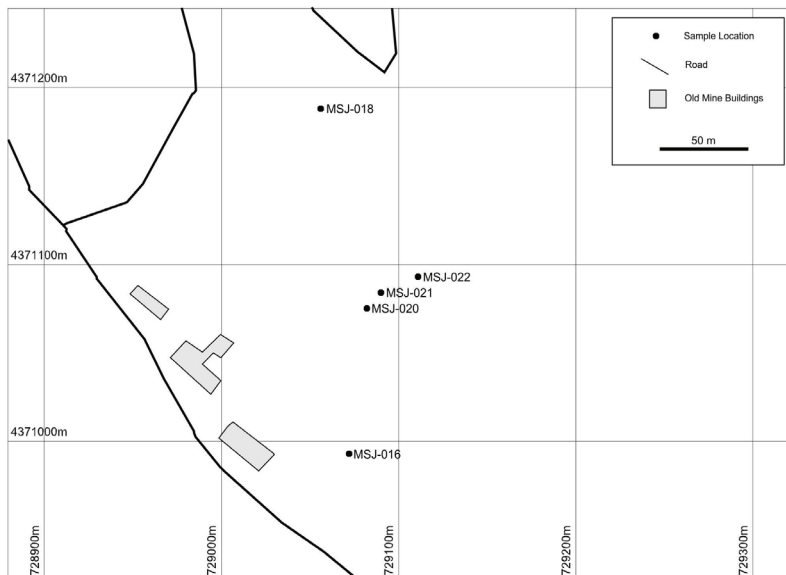 Sample Location
Road
4371200m
Old Mine Buildings
MSJ-018
50 m
4371100m
MSJ-022
MSJ-021
MSJ-020
4371000m
MSJ-016
728900m
729000m
729100m
729200m
729300m